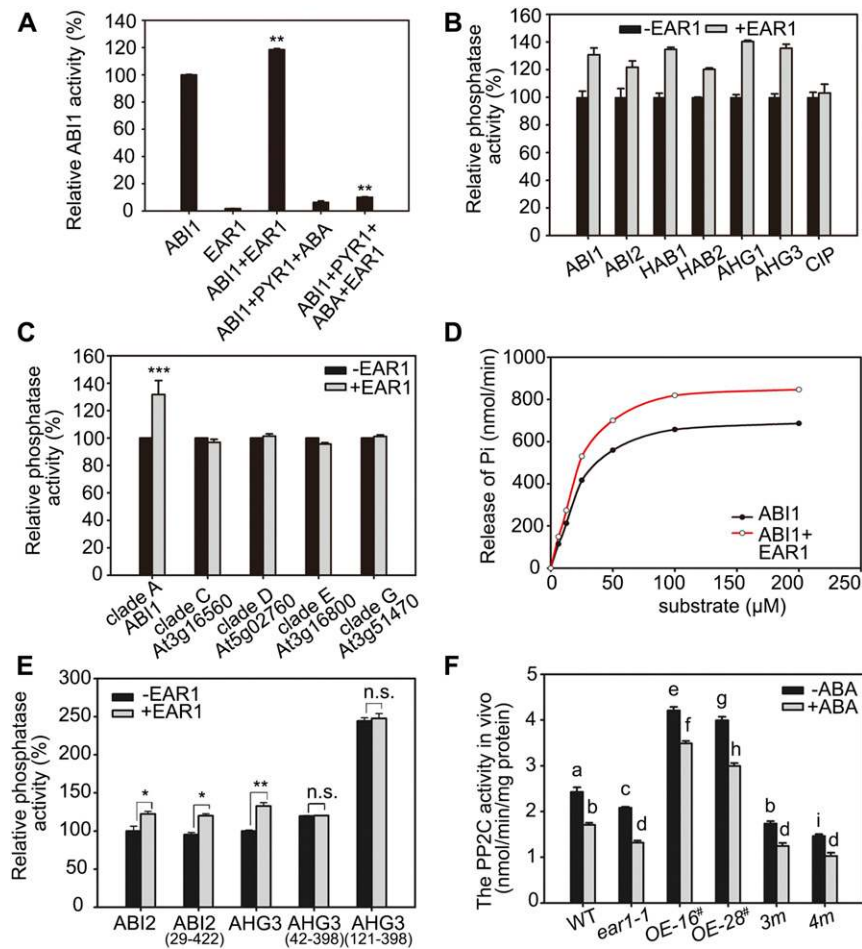 A
Relative ABI1 activity (%)
140
120
100
80
60
40
20
0
**
**
ABI1
EAR1
ABI1+EAR1
ABI1+PYR1+ABA
ABI1+PYR1+
ABA+EAR1
B
Relative phosphatase
activity (%)
160
140
120
100
80
60
40
20
0
-EAR1
+EAR1
ABI1
ABI2
HAB1
HAB2
AHG1
AHG3
CIP
C
Relative phosphatase
activity (%)
160
140
120
100
80
60
40
20
0
***
-EAR1
+EAR1
clade A
ABI1
clade C
At3g16560
clade D
At5g02760
clade E
At3g16800
clade G
At3g51470
D
Release of Pi (nmol/min)
1000
800
600
400
200
0
ABI1
ABI1+
EAR1
0
50
100
150
200
250
substrate (µM)
E
Relative phosphatase
activity (%)
300
250
200
150
100
50
0
-EAR1
+EAR1
*
*
**
n.s.
n.s.
ABI2
ABI2
(29-422)
AHG3
AHG3
(42-398)
AHG3
(121-398)
F
The PP2C activity in vivo
(nmol/min/mg protein)
5
4
3
2
1
0
-ABA
+ABA
a
b
c
d
e
f
g
h
b
d
i
d
WT
ear1-1
OE-16#
OE-28#
3m
4m